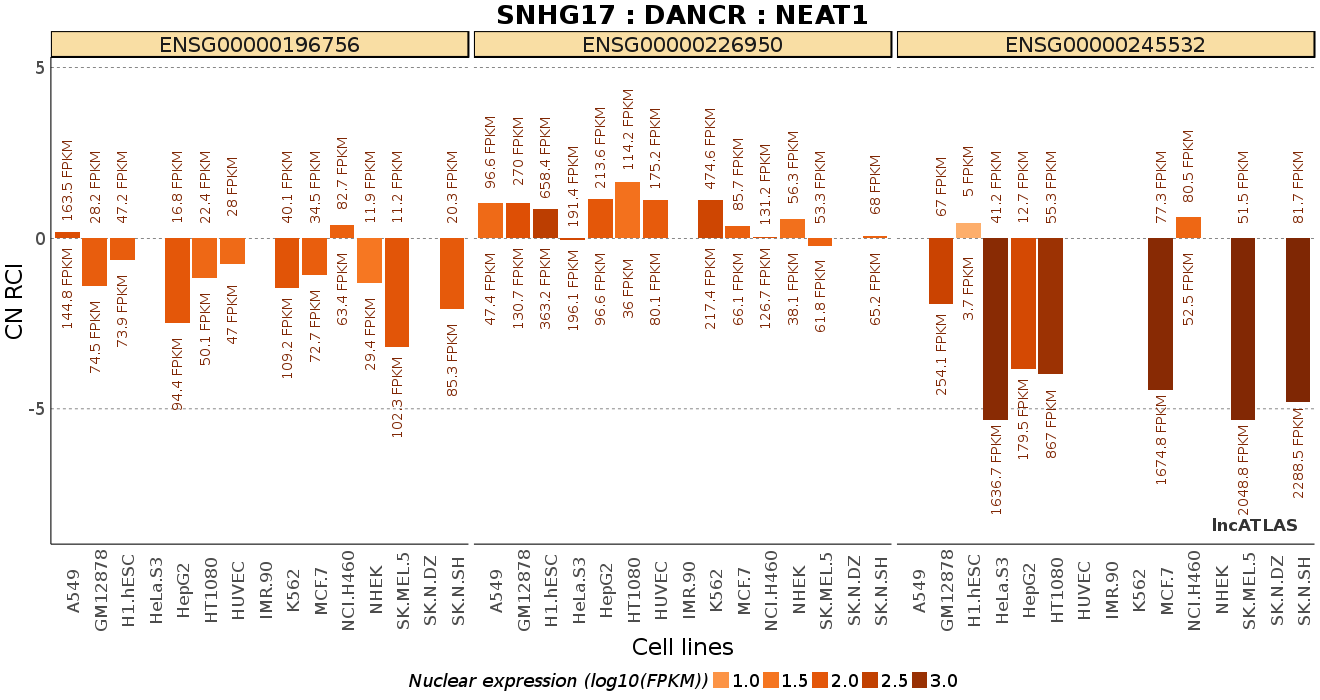 SNHG17 : DANCR : NEAT1
ENSG00000196756
ENSG00000226950
ENSG00000245532
CN RCI
5
0
-5
163.5 FPKM
28.2 FPKM
47.2 FPKM
16.8 FPKM
22.4 FPKM
28 FPKM
40.1 FPKM
34.5 FPKM
82.7 FPKM
11.9 FPKM
11.2 FPKM
20.3 FPKM
144.8 FPKM
74.5 FPKM
73.9 FPKM
94.4 FPKM
50.1 FPKM
47 FPKM
109.2 FPKM
72.7 FPKM
63.4 FPKM
29.4 FPKM
102.3 FPKM
85.3 FPKM
96.6 FPKM
270 FPKM
658.4 FPKM
191.4 FPKM
213.6 FPKM
114.2 FPKM
175.2 FPKM
474.6 FPKM
85.7 FPKM
131.2 FPKM
56.3 FPKM
53.3 FPKM
68 FPKM
47.4 FPKM
130.7 FPKM
363.2 FPKM
196.1 FPKM
96.6 FPKM
36 FPKM
80.1 FPKM
217.4 FPKM
66.1 FPKM
126.7 FPKM
38.1 FPKM
61.8 FPKM
65.2 FPKM
67 FPKM
5 FPKM
41.2 FPKM
12.7 FPKM
55.3 FPKM
77.3 FPKM
80.5 FPKM
51.5 FPKM
81.7 FPKM
254.1 FPKM
3.7 FPKM
1636.7 FPKM
179.5 FPKM
867 FPKM
1674.8 FPKM
52.5 FPKM
2048.8 FPKM
2288.5 FPKM
lncATLAS
A549
GM12878
H1.hESC
HeLa.S3
HepG2
HT1080
HUVEC
IMR.90
K562
MCF.7
NCI.H460
NHEK
SK.MEL.5
SK.N.DZ
SK.N.SH
A549
GM12878
H1.hESC
HeLa.S3
HepG2
HT1080
HUVEC
IMR.90
K562
MCF.7
NCI.H460
NHEK
SK.MEL.5
SK.N.DZ
SK.N.SH
A549
GM12878
H1.hESC
HeLa.S3
HepG2
HT1080
HUVEC
IMR.90
K562
MCF.7
NCI.H460
NHEK
SK.MEL.5
SK.N.DZ
SK.N.SH
Cell lines
Nuclear expression (log10(FPKM)) 1.0 1.5 2.0 2.5 3.0